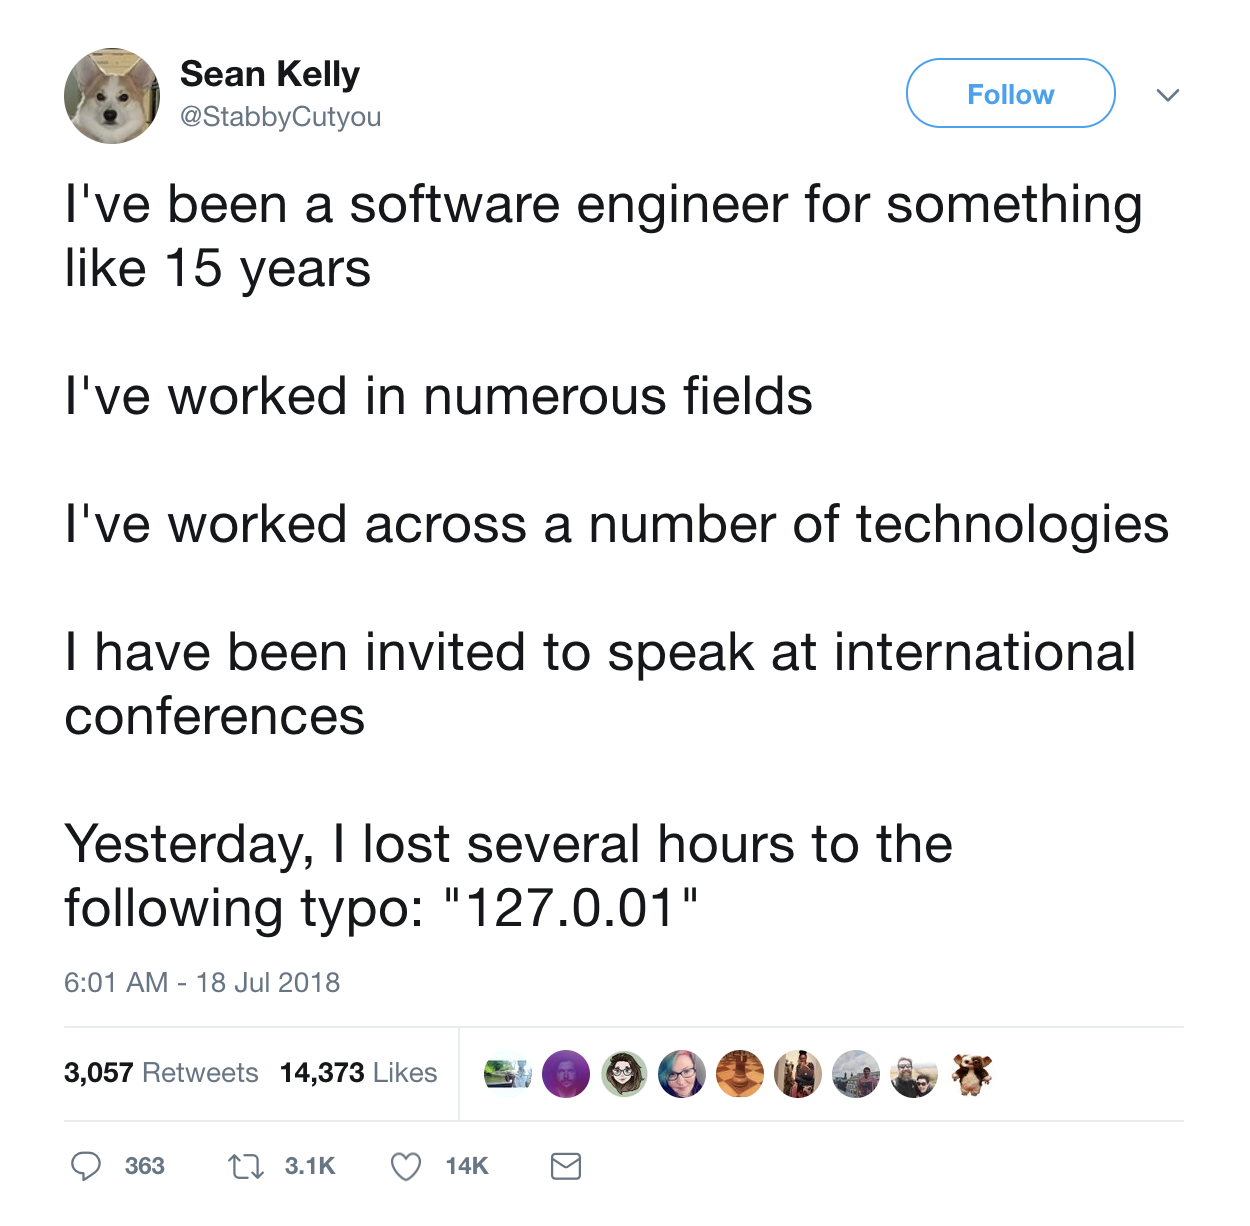 Sean Kelly
@StabbyCutyou
Follow
I've been a software engineer for something
like 15 years
I've worked in numerous fields
I've worked across a number of technologies
I have been invited to speak at international
conferences
Yesterday, I lost several hours to the
following typo: "127.0.01"
6:01 AM - 18 Jul 2018
3,057 Retweets 14,373 Likes
363 3.1K 14K